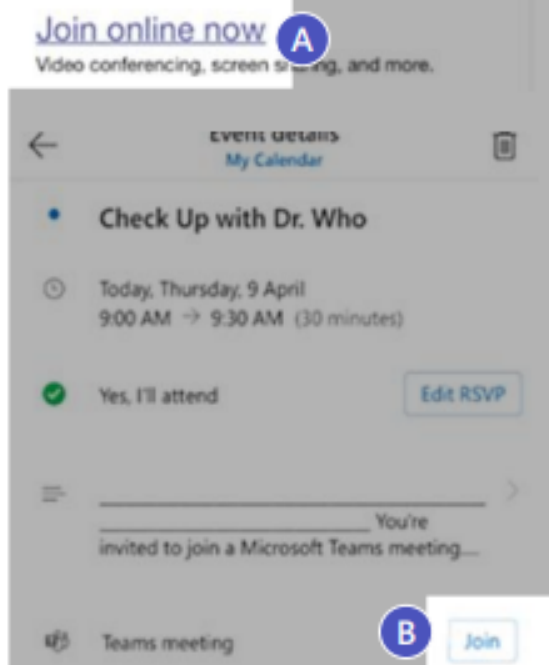 Join online now A
Video conferencing, screen sharing, and more.
Event details
My Calendar
Check Up with Dr. Who
Today, Thursday, 9 April
9:00 AM → 9:30 AM (30 minutes)
Yes, I'll attend Edit RSVP
You're
invited to join a Microsoft Teams meeting....
Teams meeting B Join